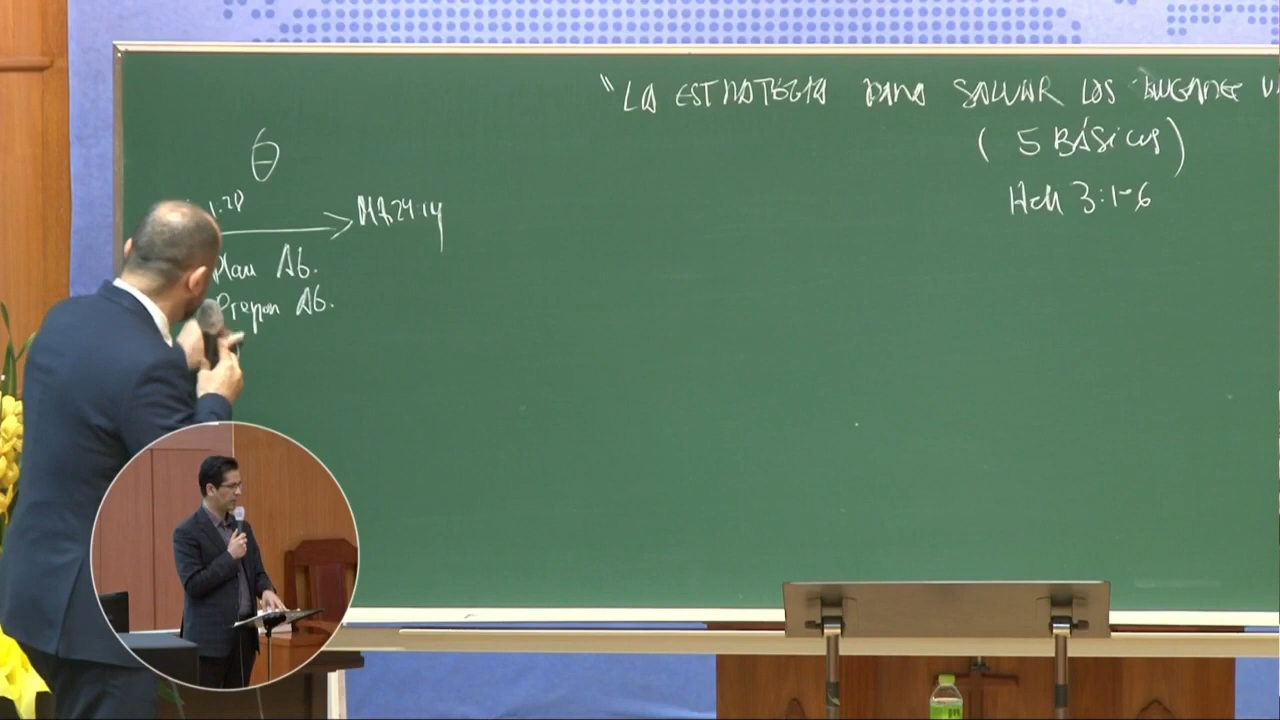 "LA ESTRATEGIA PARA SALVAR LOS
( 5 BÁSICOS )
Hch 3:1-6
θ
1:28
Mt. 24:14
Plan Ab.
Prepar Ab.